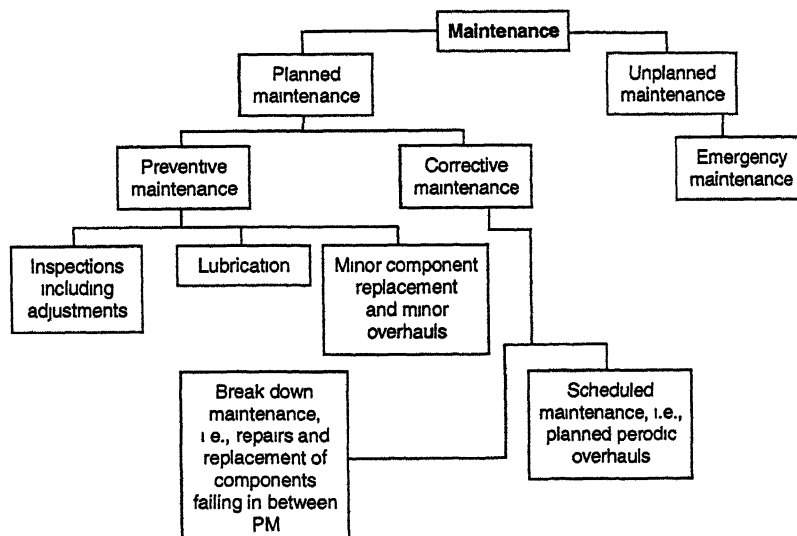 Maintenance
Planned
maintenance
Unplanned
maintenance
Preventive
maintenance
Corrective
maintenance
Emergency
maintenance
Inspections
including
adjustments
Lubrication
Minor component
replacement
and minor
overhauls
Break down
maintenance,
i e., repairs and
replacement of
components
failing in between
PM
Scheduled
maintenance, i.e.,
planned perodic
overhauls